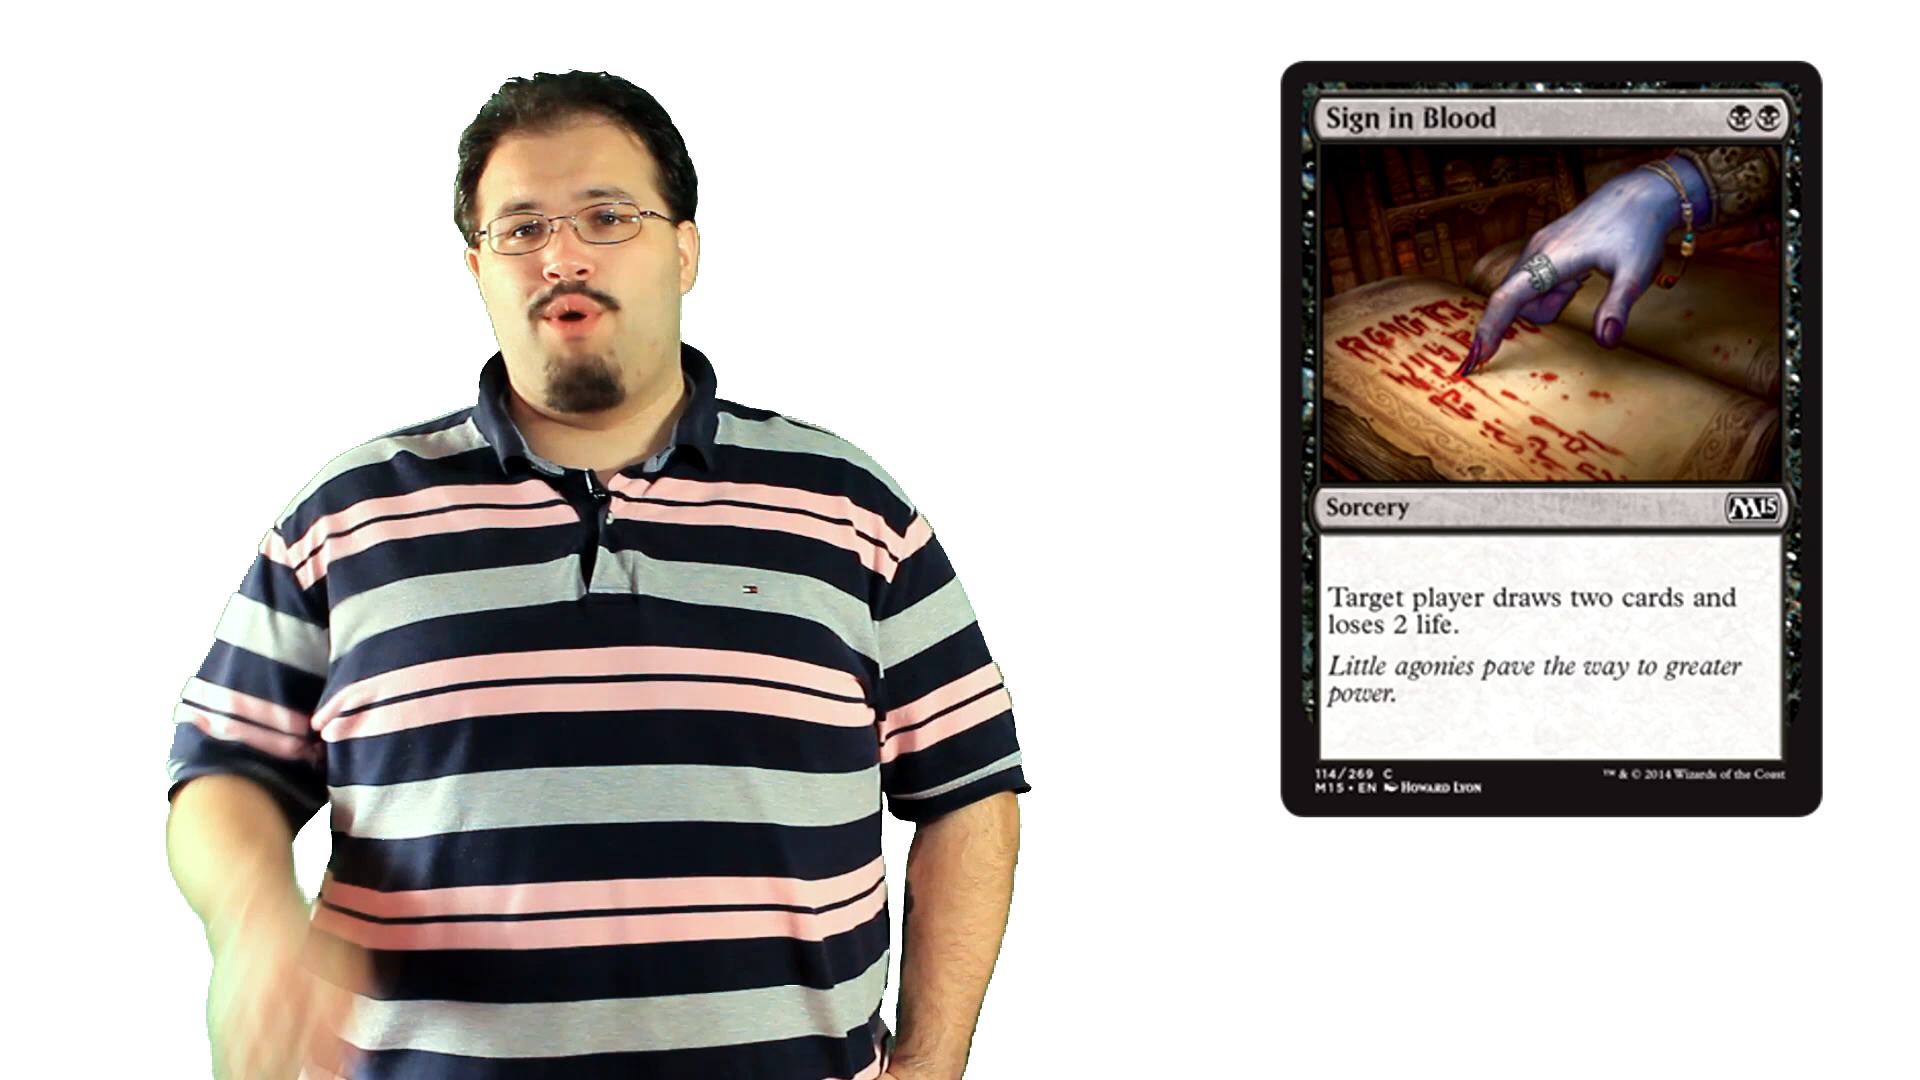 Sign in Blood
Sorcery
M15
Target player draws two cards and
loses 2 life.
Little agonies pave the way to greater
power.
114/269 C
M15 • EN Howard Lyon
™ & © 2014 Wizards of the Coast